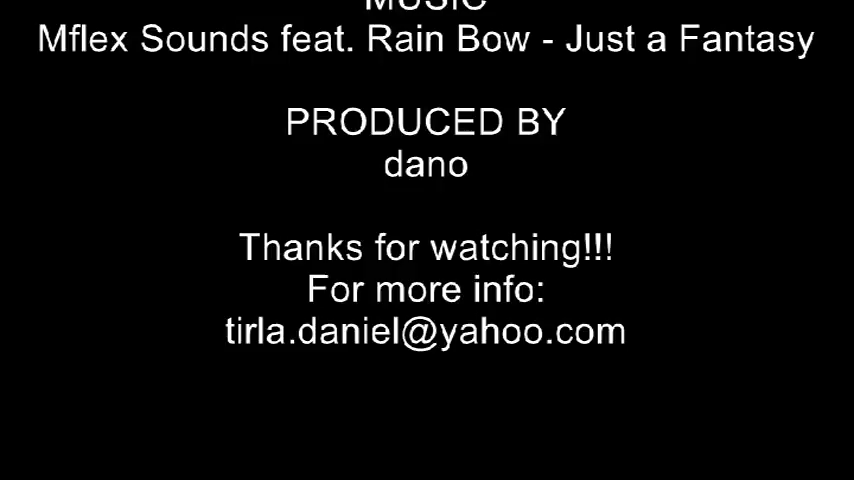 MUSIC
Mflex Sounds feat. Rain Bow - Just a Fantasy
PRODUCED BY
dano
Thanks for watching!!!
For more info:
tirla.daniel@yahoo.com